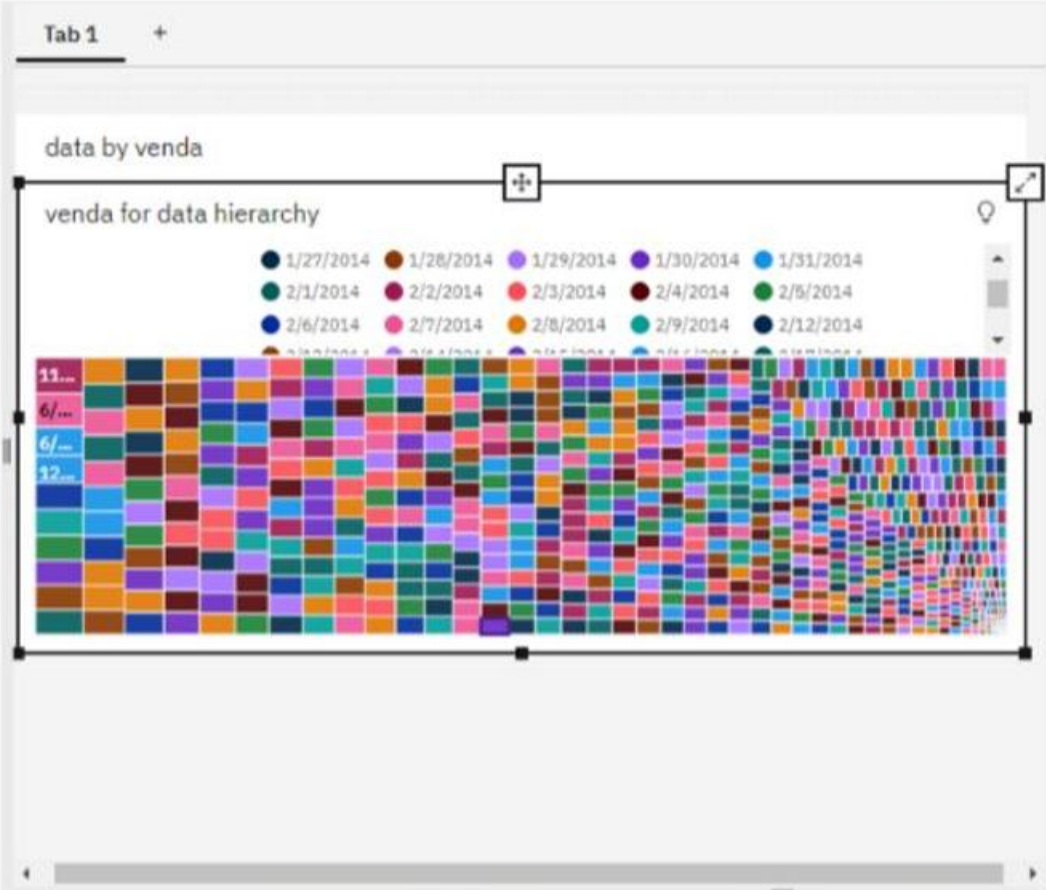 Tab 1 +
data by venda
venda for data hierarchy
1/27/2014 1/28/2014 1/29/2014 1/30/2014 1/31/2014
2/1/2014 2/2/2014 2/3/2014 2/4/2014 2/5/2014
2/6/2014 2/7/2014 2/8/2014 2/9/2014 2/12/2014
11...
6/...
6/...
12...